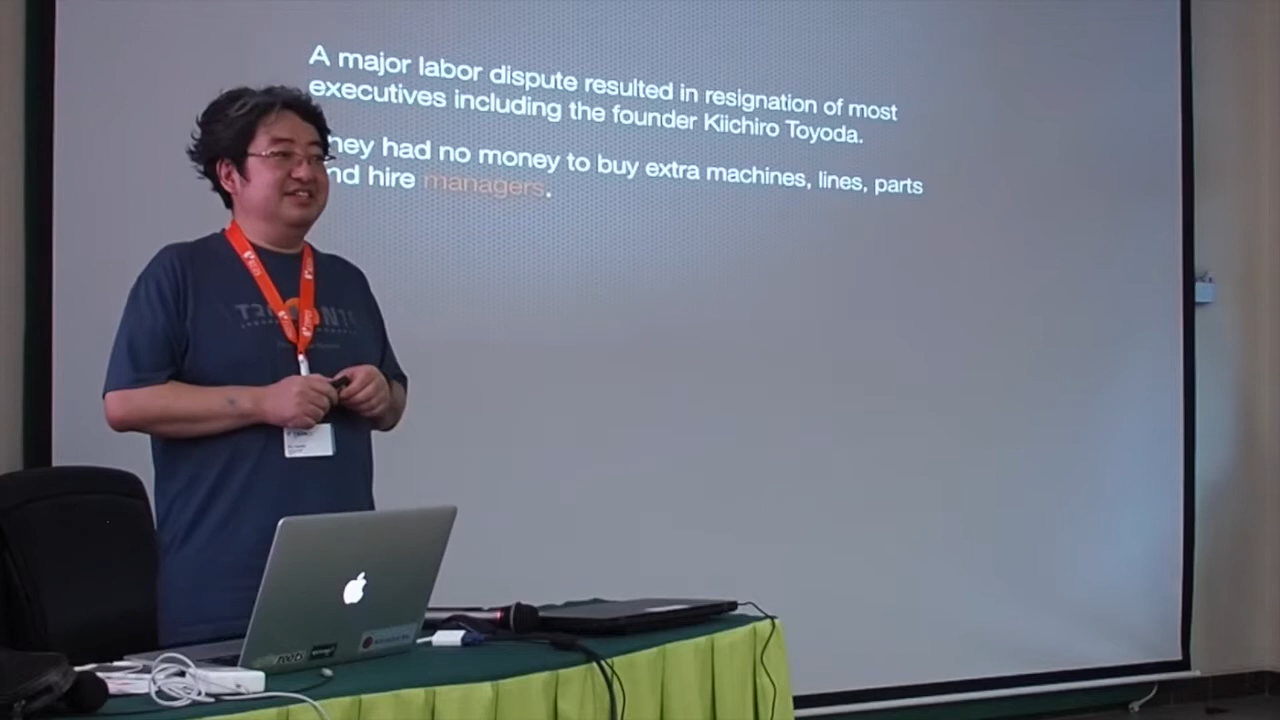 A major labor dispute resulted in resignation of most
executives including the founder Kiichiro Toyoda.
hey had no money to buy extra machines, lines, parts
nd hire managers.